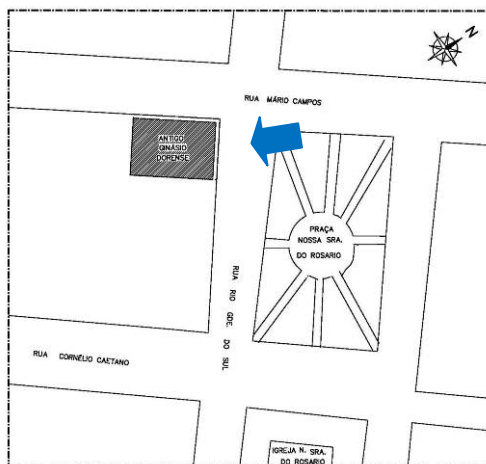 N
RUA MÁRIO CAMPOS
ANTIGO
GINÁSIO
DORENSE
PRAÇA
NOSSA SRA.
DO ROSARIO
RUA RIO GDE. DO SUL
RUA CORNÉLIO CAETANO
IGREJA N. SRA.
DO ROSARIO